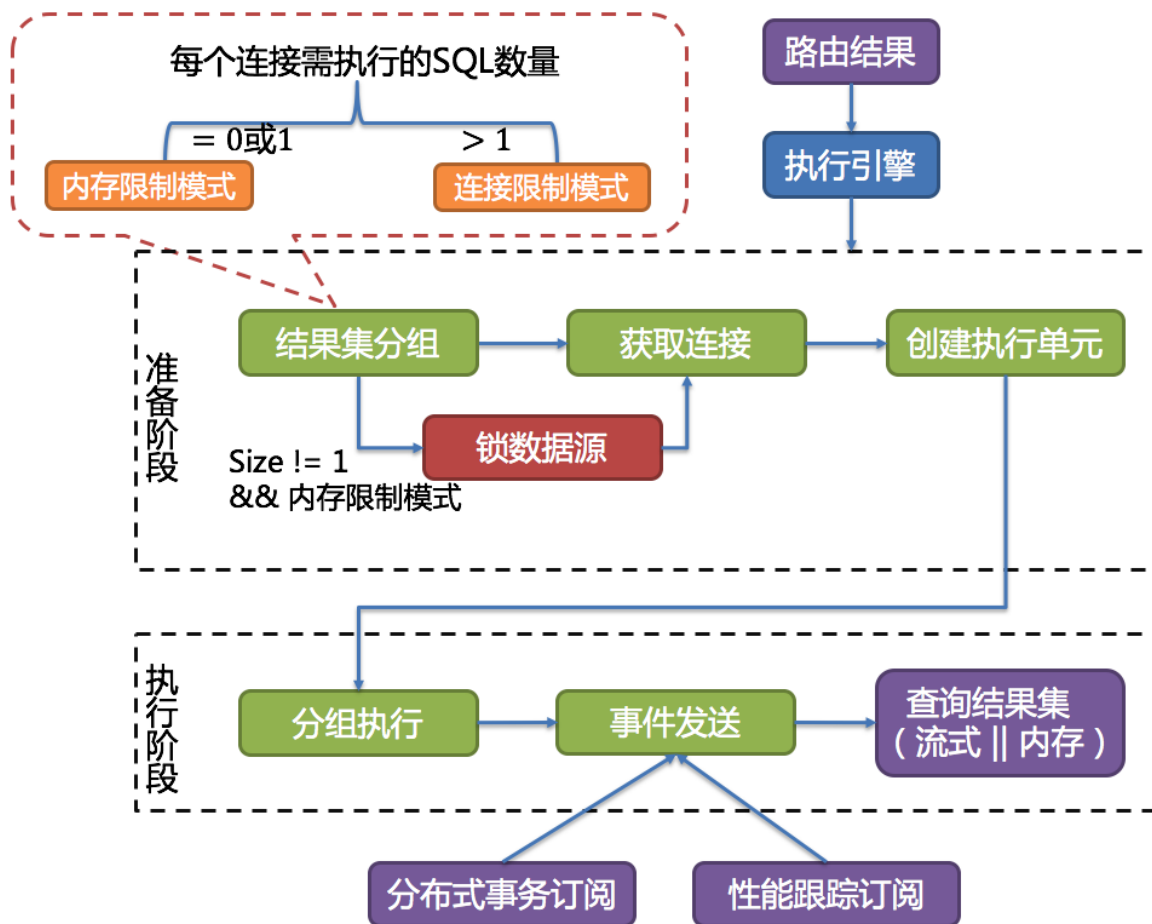 每个连接需执行的SQL数量
= 0或1
> 1
内存限制模式
连接限制模式
路由结果
执行引擎
准备阶段
结果集分组
获取连接
创建执行单元
锁数据源
Size != 1
&& 内存限制模式
执行阶段
分组执行
事件发送
查询结果集
（流式 || 内存）
分布式事务订阅
性能跟踪订阅